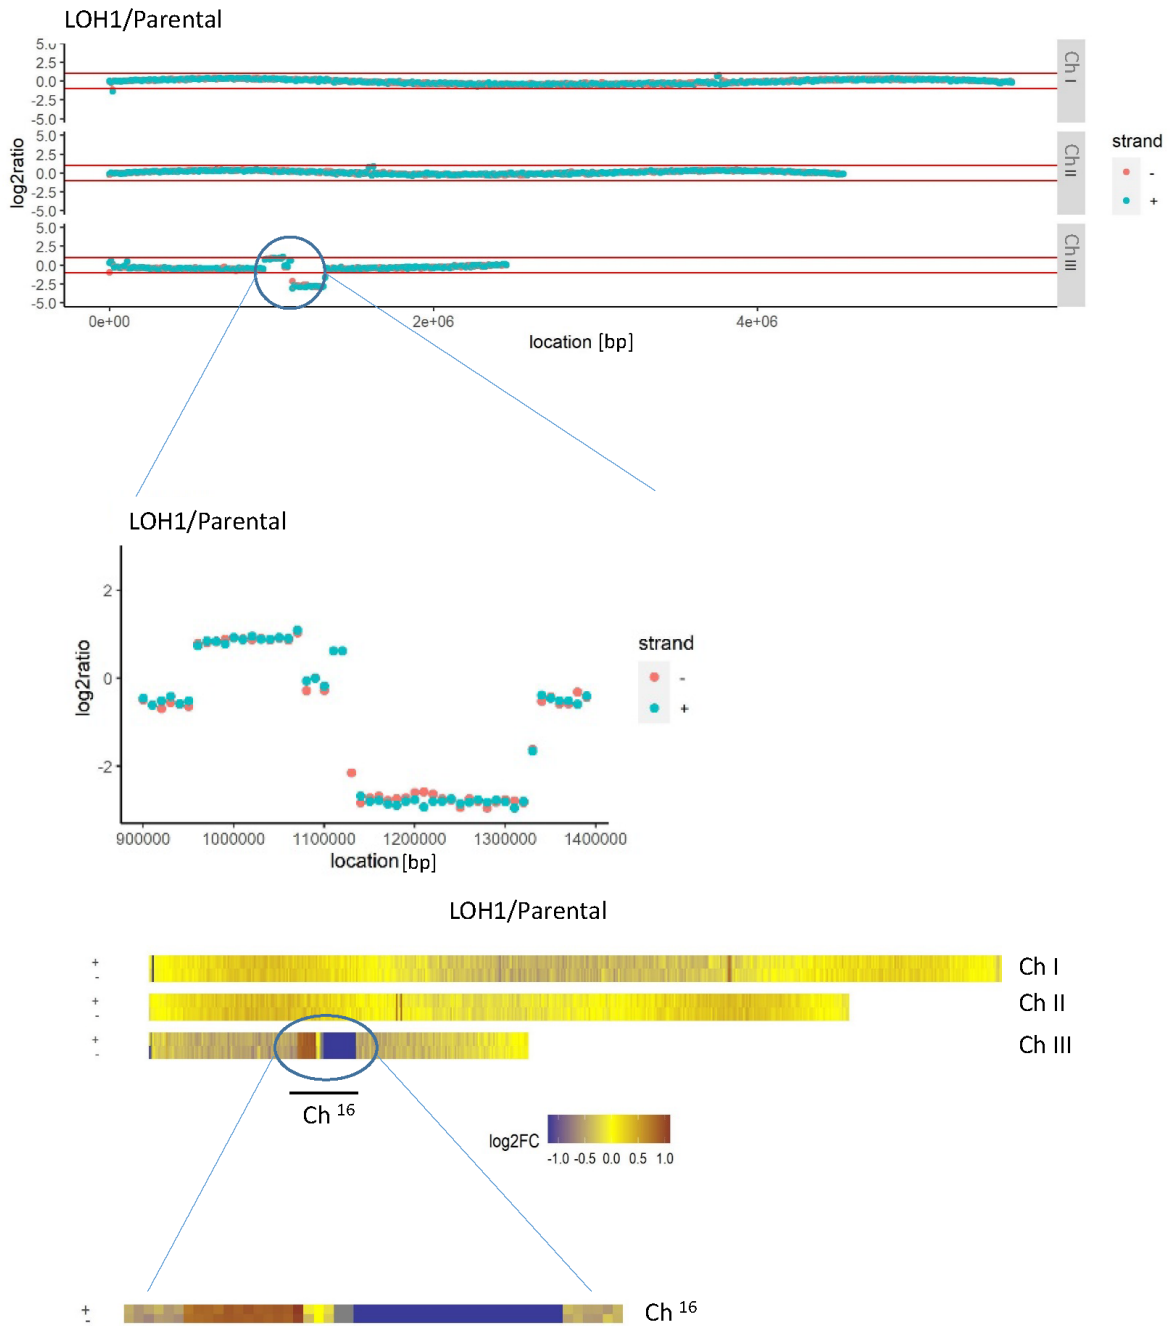 LOH1/Parental
5.0
2.5
0.0
-2.5
-5.0
Ch I
5.0
2.5
0.0
-2.5
-5.0
Ch II
5.0
2.5
0.0
-2.5
-5.0
Ch III
log2ratio
0e+00 2e+06 4e+06
location [bp]
strand
-
+
LOH1/Parental
2
0
-2
log2ratio
900000 1000000 1100000 1200000 1300000 1400000
location [bp]
strand
-
+
LOH1/Parental
+
-
Ch I
+
-
Ch II
+
-
Ch III
Ch 16
log2FC
-1.0 -0.5 0.0 0.5 1.0
+
-
Ch 16